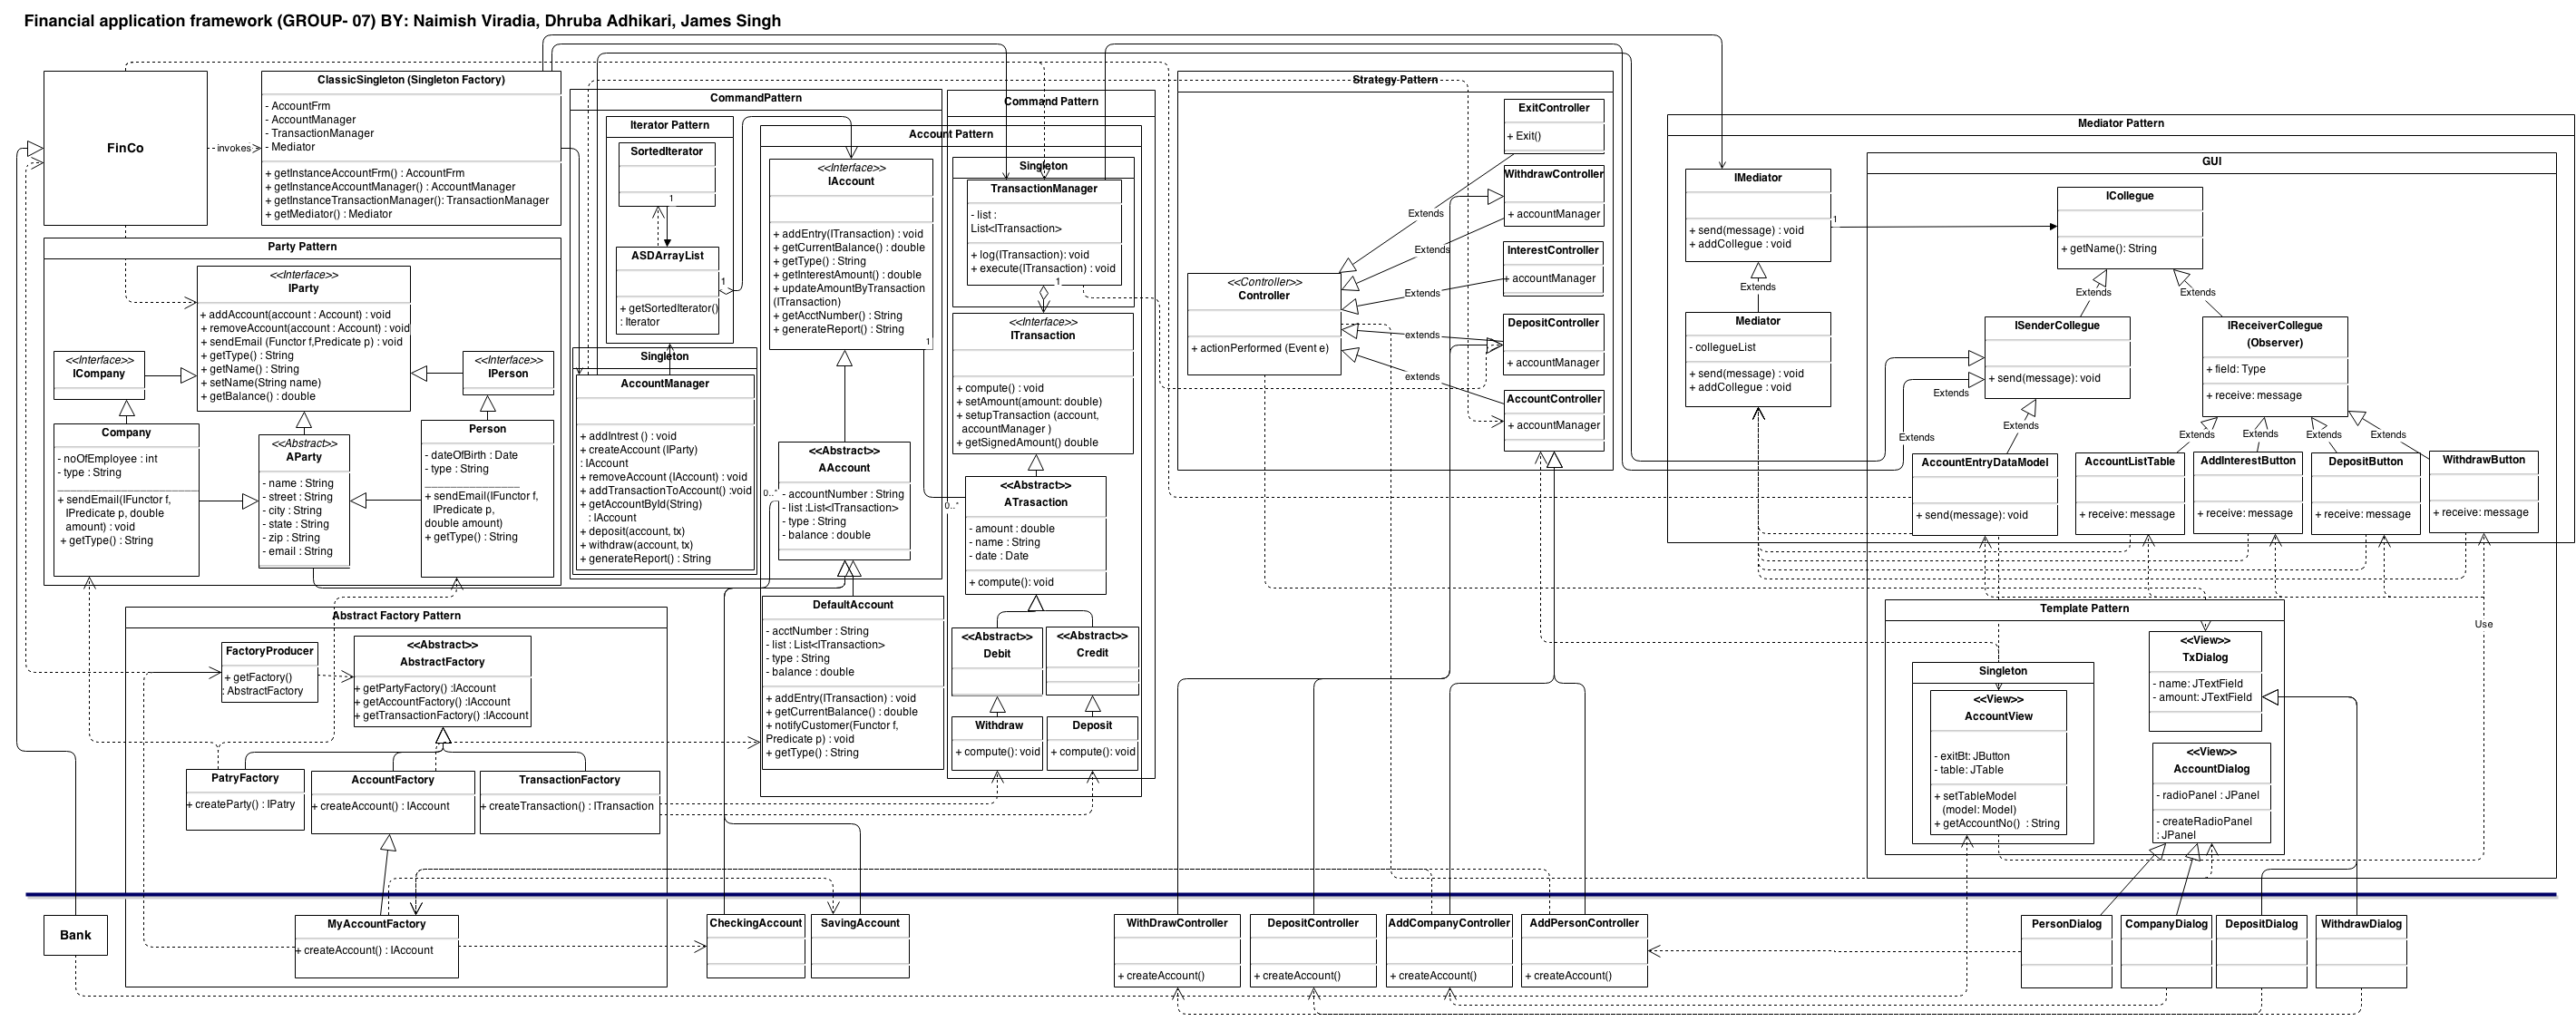 Financial application framework (GROUP- 07) BY: Naimish Viradia, Dhruba Adhikari, James Singh
FinCo
invokes
ClassicSingleton (Singleton Factory)
- AccountFrm
- AccountManager
- TransactionManager
- Mediator
+ getInstanceAccountFrm() : AccountFrm
+ getInstanceAccountManager() : AccountManager
+ getInstanceTransactionManager(): TransactionManager
+ getMediator() : Mediator
Party Pattern
<<Interface>>
IParty
+ addAccount(account : Account) : void
+ removeAccount(account : Account) : void
+ sendEmail (Functor f,Predicate p) : void
+ getType() : String
+ getName() : String
+ setName(String name)
+ getBalance() : double
<<Interface>>
ICompany
<<Interface>>
IPerson
Company
- noOfEmployee : int
- type : String
+ sendEmail(IFunctor f,
IPredicate p, double
amount) : void
+ getType() : String
<<Abstract>>
AParty
- name : String
- street : String
- city : String
- state : String
- zip : String
- email : String
Person
- dateOfBirth : Date
- type : String
+ sendEmail(IFunctor f,
IPredicate p,
double amount)
+ getType() : String
CommandPattern
Iterator Pattern
SortedIterator
1
ASDArrayList
+ getSortedIterator()
: Iterator
1
Singleton
AccountManager
+ addIntrest () : void
+ createAccount (IParty)
: IAccount
+ removeAccount (IAccount) : void
+ addTransactionToAccount() :void
+ getAccountById(String)
: IAccount
+ deposit(account, tx)
+ withdraw(account, tx)
+ generateReport() : String
Command Pattern
Account Pattern
<<Interface>>
IAccount
+ addEntry(ITransaction) : void
+ getCurrentBalance() : double
+ getType() : String
+ getInterestAmount() : double
+ updateAmountByTransaction
(ITransaction)
+ getAcctNumber() : String
+ generateReport() : String
1
0..*
<<Abstract>>
AAccount
- accountNumber : String
- list :List<ITransaction>
- type : String
- balance : double
DefaultAccount
- acctNumber : String
- list : List<ITransaction>
- type : String
- balance : double
+ addEntry(ITransaction) : void
+ getCurrentBalance() : double
+ notifyCustomer(Functor f,
Predicate p) : void
+ getType() : String
Singleton
TransactionManager
- list :
List<ITransaction>
+ log(ITransaction): void
+ execute(ITransaction) : void
1
<<Interface>>
ITransaction
+ compute() : void
+ setAmount(amount: double)
+ setupTransaction (account,
accountManager )
+ getSignedAmount() double
0..*
<<Abstract>>
ATrasaction
- amount : double
- name : String
- date : Date
+ compute(): void
<<Abstract>>
Debit
<<Abstract>>
Credit
Withdraw
+ compute(): void
Deposit
+ compute(): void
Strategy Pattern
<<Controller>>
Controller
+ actionPerformed (Event e)
Extends
Extends
Extends
extends
extends
ExitController
+ Exit()
WithdrawController
+ accountManager
InterestController
+ accountManager
DepositController
+ accountManager
AccountController
+ accountManager
Mediator Pattern
IMediator
+ send(message) : void
+ addCollegue : void
1
Extends
Mediator
- collegueList
+ send(message) : void
+ addCollegue : void
GUI
ICollegue
+ getName(): String
Extends
Extends
ISenderCollegue
+ send(message): void
IReceiverCollegue
(Observer)
+ field: Type
+ receive: message
Extends
Extends
Extends
Extends
Extends
Extends
Extends
AccountEntryDataModel
+ send(message): void
AccountListTable
+ receive: message
AddInterestButton
+ receive: message
DepositButton
+ receive: message
WithdrawButton
+ receive: message
Use
Template Pattern
Singleton
<<View>>
AccountView
- exitBt: JButton
- table: JTable
+ setTableModel
(model: Model)
+ getAccountNo() : String
<<View>>
TxDialog
- name: JTextField
- amount: JTextField
<<View>>
AccountDialog
- radioPanel : JPanel
- createRadioPanel
: JPanel
Abstract Factory Pattern
FactoryProducer
+ getFactory()
: AbstractFactory
<<Abstract>>
AbstractFactory
+ getPartyFactory() :IAccount
+ getAccountFactory() :IAccount
+ getTransactionFactory() :IAccount
PatryFactory
+ createParty() : IPatry
AccountFactory
+ createAccount() : IAccount
TransactionFactory
+ createTransaction() : ITransaction
Bank
MyAccountFactory
+ createAccount() : IAccount
CheckingAccount
SavingAccount
WithDrawController
+ createAccount()
DepositController
+ createAccount()
AddCompanyController
+ createAccount()
AddPersonController
+ createAccount()
PersonDialog
CompanyDialog
DepositDialog
WithdrawDialog